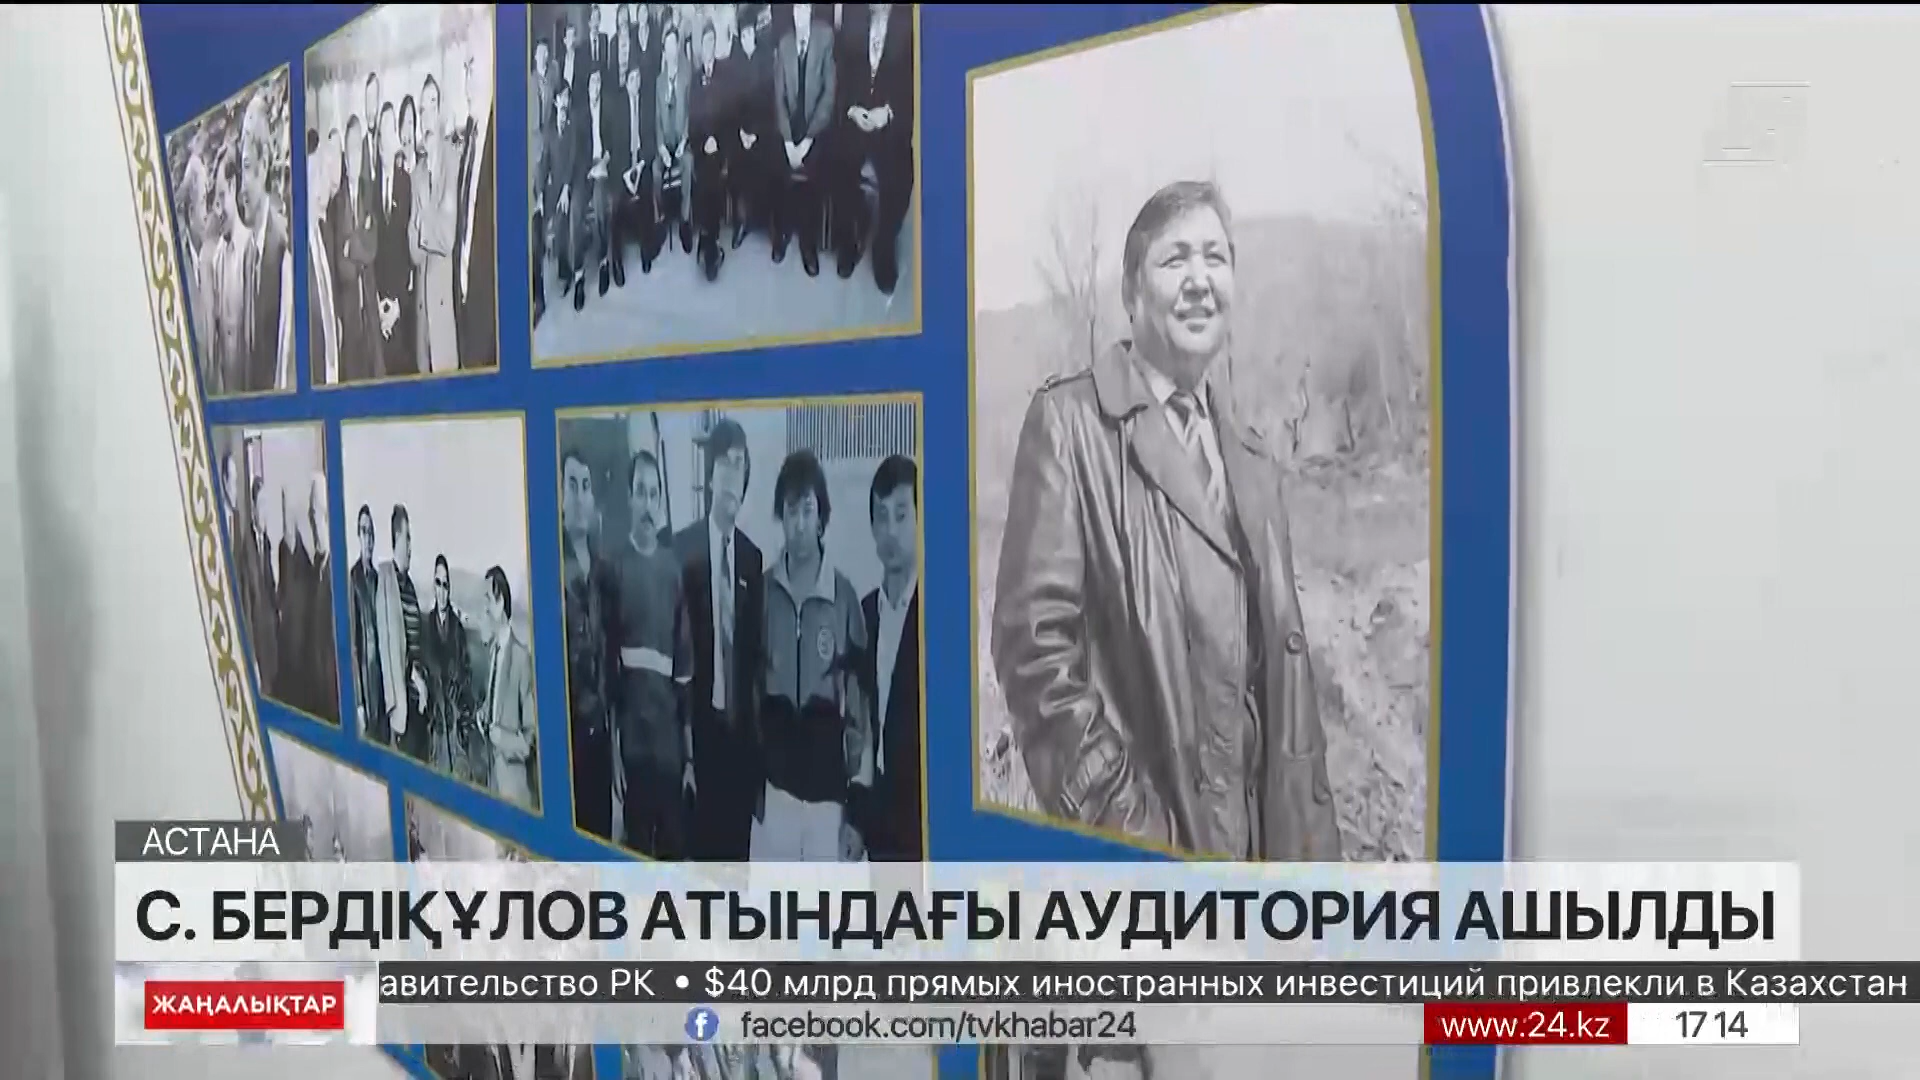 АСТАНА
С. БЕРДІҚҰЛОВ АТЫНДАҒЫ АУДИТОРИЯ АШЫЛДЫ
ЖАҢАЛЫҚТАР
авительство РК • $40 млрд прямых иностранных инвестиций привлекли в Казахстан
facebook.com/tvkhabar24
www.24.kz
17 14